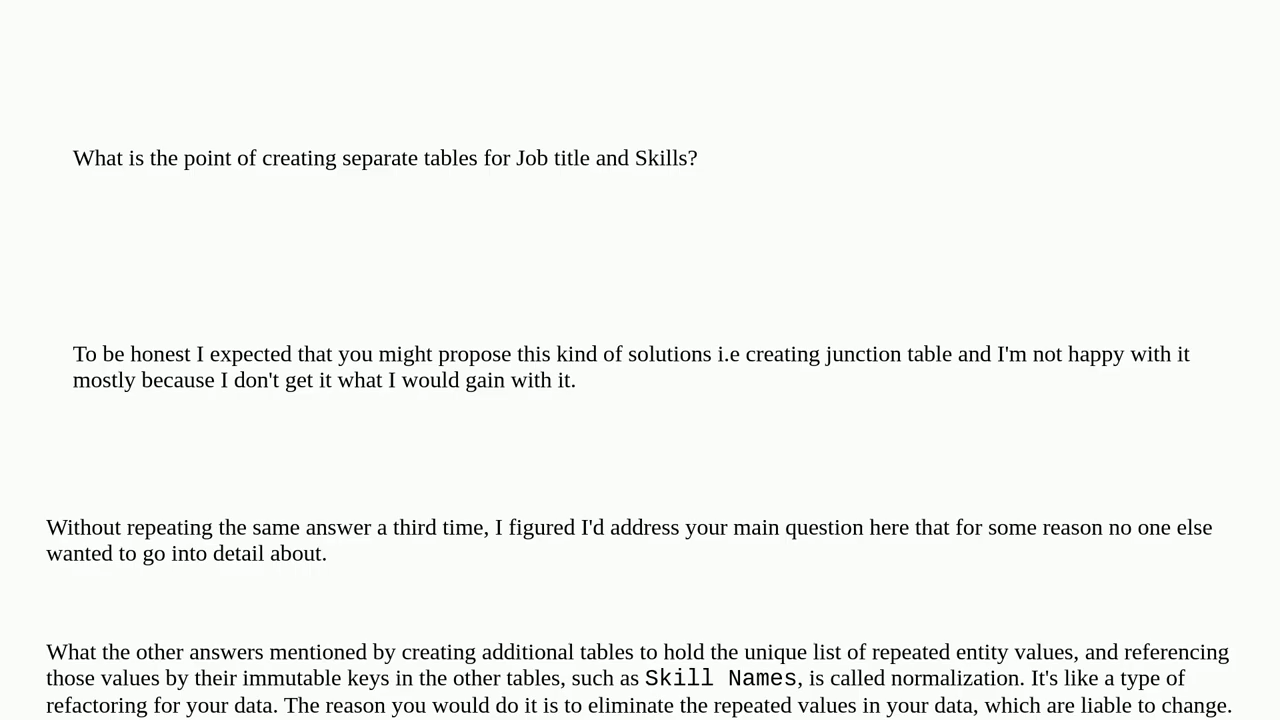 What is the point of creating separate tables for Job title and Skills?
To be honest I expected that you might propose this kind of solutions i.e creating junction table and I'm not happy with it
mostly because I don't get it what I would gain with it.
Without repeating the same answer a third time, I figured I'd address your main question here that for some reason no one else
wanted to go into detail about.
What the other answers mentioned by creating additional tables to hold the unique list of repeated entity values, and referencing
those values by their immutable keys in the other tables, such as Skill Names, is called normalization. It's like a type of
refactoring for your data. The reason you would do it is to eliminate the repeated values in your data, which are liable to change.